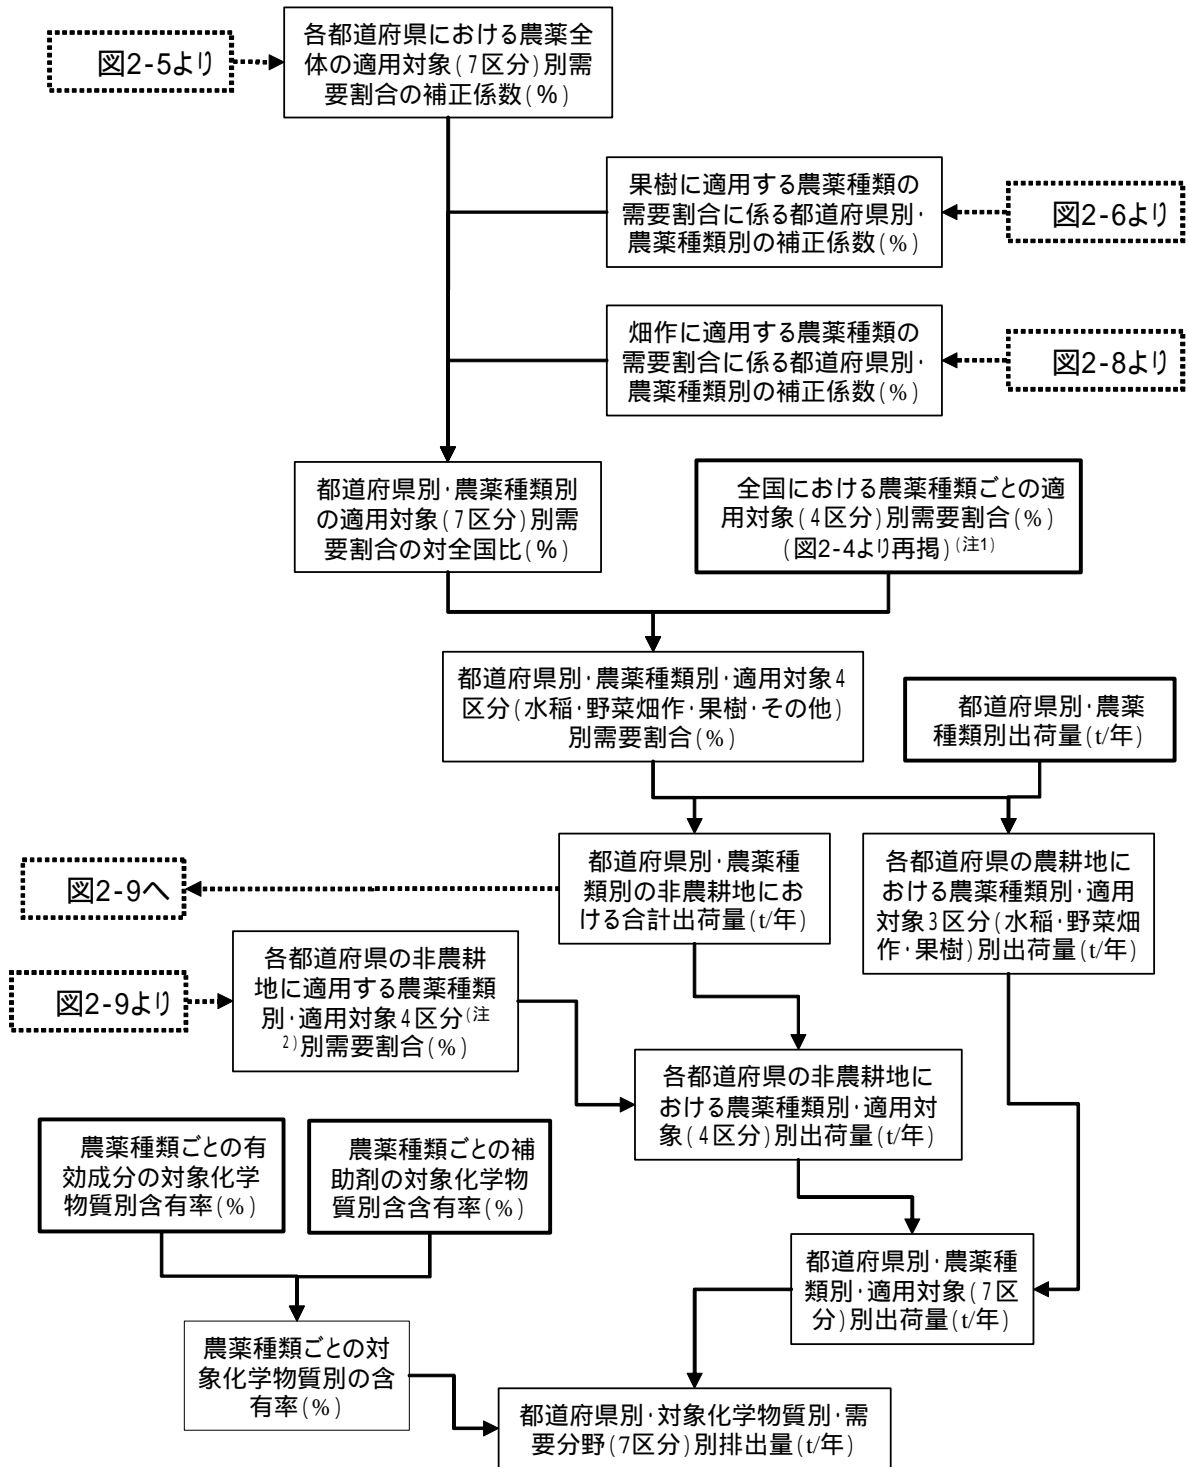 図2-5より
各都道府県における農薬全
体の適用対象(7区分)別需
要割合の補正係数(%)
果樹に適用する農薬種類の
需要割合に係る都道府県別・
農薬種類別の補正係数(%)
図2-6より
畑作に適用する農薬種類の
需要割合に係る都道府県別・
農薬種類別の補正係数(%)
図2-8より
都道府県別・農薬種類別
の適用対象(7区分)別需
要割合の対全国比(%)
全国における農薬種類ごとの適
用対象(4区分)別需要割合(%)
(図2-4より再掲)(注1)
都道府県別・農薬種類別・適用対象4
区分(水稲・野菜畑作・果樹・その他)
別需要割合(%)
都道府県別・農薬
種類別出荷量(t/年)
図2-9へ
都道府県別・農薬種
類別の非農耕地にお
ける合計出荷量(t/年)
各都道府県の農耕地に
おける農薬種類別・適用
対象3区分(水稲・野菜畑
作・果樹)別出荷量(t/年)
図2-9より
各都道府県の非農耕
地に適用する農薬種類
別・適用対象4区分(注
2)別需要割合(%)
各都道府県の非農耕地に
おける農薬種類別・適用対
象(4区分)別出荷量(t/年)
農薬種類ごとの有
効成分の対象化学
物質別含有率(%)
農薬種類ごとの補
助剤の対象化学物
質別含含有率(%)
都道府県別・農薬種
類別・適用対象(7区
分)別出荷量(t/年)
農薬種類ごとの対
象化学物質別の含
有率(%)
都道府県別・対象化学物質別・需
要分野(7区分)別排出量(t/年)